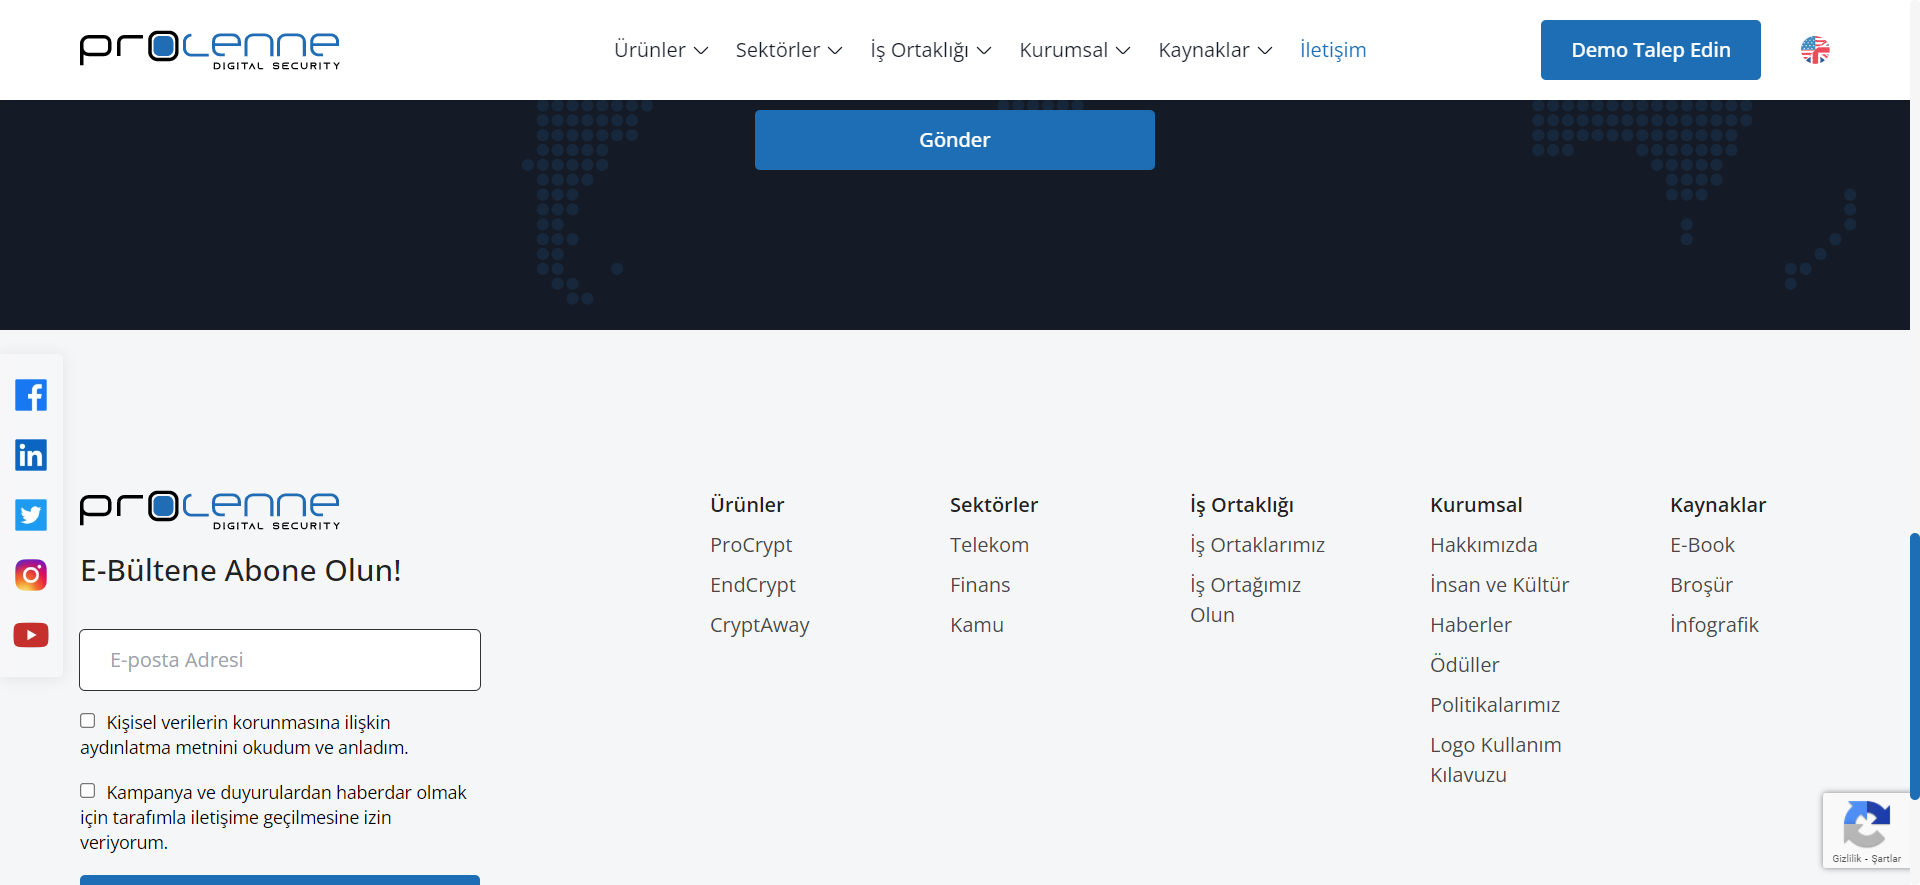 procenne
DIGITAL SECURITY
Ürünler
Sektörler
İş Ortaklığı
Kurumsal
Kaynaklar
İletişim
Demo Talep Edin
Gönder
procenne
DIGITAL SECURITY
E-Bültene Abone Olun!
E-posta Adresi
Kişisel verilerin korunmasına ilişkin
aydınlatma metnini okudum ve anladım.
Kampanya ve duyurulardan haberdar olmak
için tarafımla iletişime geçilmesine izin
veriyorum.
Ürünler
ProCrypt
EndCrypt
CryptAway
Sektörler
Telekom
Finans
Kamu
İş Ortaklığı
İş Ortaklarımız
İş Ortağımız
Olun
Kurumsal
Hakkımızda
İnsan ve Kültür
Haberler
Ödüller
Politikalarımız
Logo Kullanım
Kılavuzu
Kaynaklar
E-Book
Broşür
İnfografik
Gizlilik - Şartlar